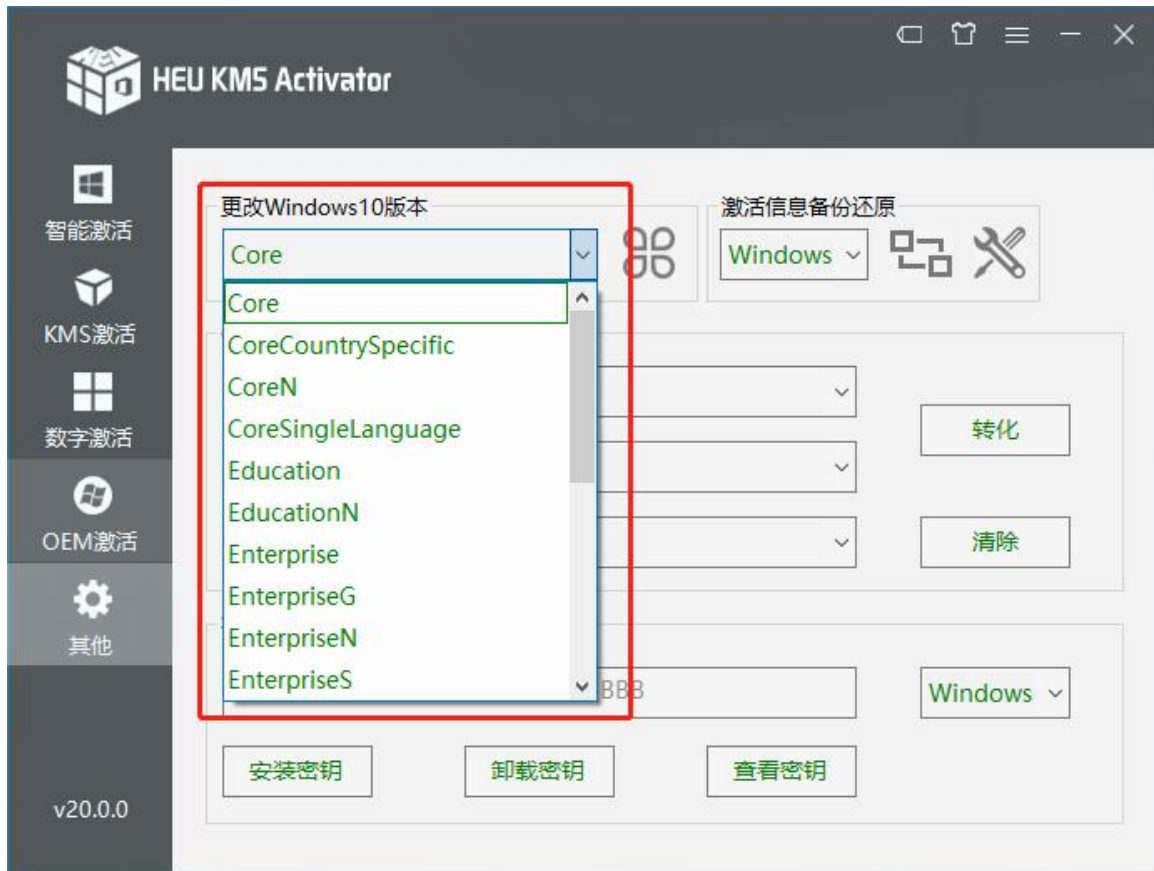 HEU KMS Activator
智能激活
KMS激活
数字激活
OEM激活
其他
v20.0.0
更改Windows10版本
Core
Core
CoreCountrySpecific
CoreN
CoreSingleLanguage
Education
EducationN
Enterprise
EnterpriseG
EnterpriseN
EnterpriseS
激活信息备份还原
Windows
转化
清除
BBB
Windows
安装密钥
卸载密钥
查看密钥